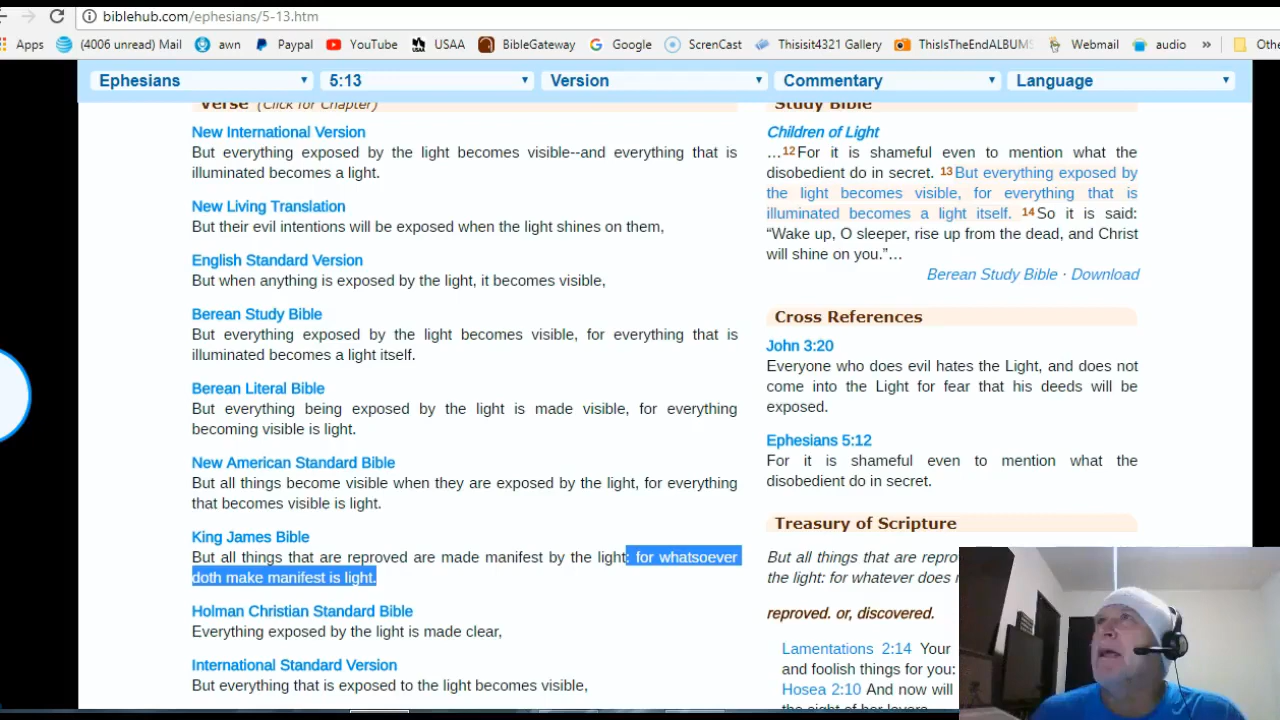 biblehub.com/ephesians/5-13.htm
Apps (4006 unread) Mail awn Paypal YouTube USAA BibleGateway Google ScrenCast Thisisit4321 Gallery ThisIsTheEndALBUMS Webmail audio » Othe
Ephesians 5:13 Version Commentary Language
Verse (Click for Chapter)
New International Version
But everything exposed by the light becomes visible--and everything that is
illuminated becomes a light.
New Living Translation
But their evil intentions will be exposed when the light shines on them,
English Standard Version
But when anything is exposed by the light, it becomes visible,
Berean Study Bible
But everything exposed by the light becomes visible, for everything that is
illuminated becomes a light itself.
Berean Literal Bible
But everything being exposed by the light is made visible, for everything
becoming visible is light.
New American Standard Bible
But all things become visible when they are exposed by the light, for everything
that becomes visible is light.
King James Bible
But all things that are reproved are made manifest by the light: for whatsoever
doth make manifest is light.
Holman Christian Standard Bible
Everything exposed by the light is made clear,
International Standard Version
But everything that is exposed to the light becomes visible,
Study Bible
Children of Light
…12For it is shameful even to mention what the
disobedient do in secret. 13But everything exposed by
the light becomes visible, for everything that is
illuminated becomes a light itself. 14So it is said:
“Wake up, O sleeper, rise up from the dead, and Christ
will shine on you.”…
Berean Study Bible · Download
Cross References
John 3:20
Everyone who does evil hates the Light, and does not
come into the Light for fear that his deeds will be
exposed.
Ephesians 5:12
For it is shameful even to mention what the
disobedient do in secret.
Treasury of Scripture
But all things that are repro
the light: for whatever does
reproved. or, discovered.
Lamentations 2:14 Your
and foolish things for you:
Hosea 2:10 And now will
the sight of her lovers